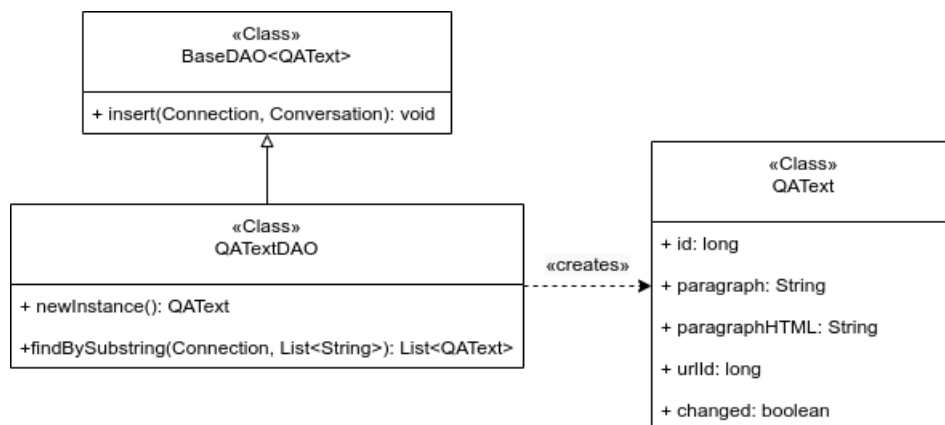 «Class»
BaseDAO<QAText>
+ insert(Connection, Conversation): void
«Class»
QATextDAO
+ newInstance(): QAText
+findBySubstring(Connection, List<String>): List<QAText>
«creates»
«Class»
QAText
+ id: long
+ paragraph: String
+ paragraphHTML: String
+ urlId: long
+ changed: boolean